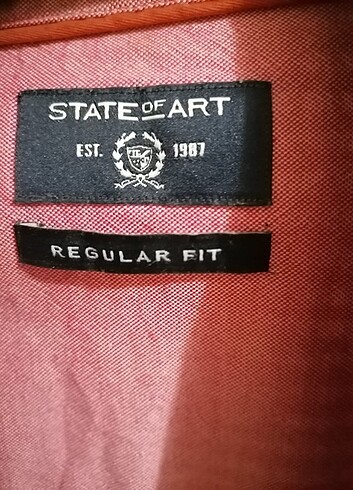 STATE OF ART
EST. 1987
REGULAR FIT